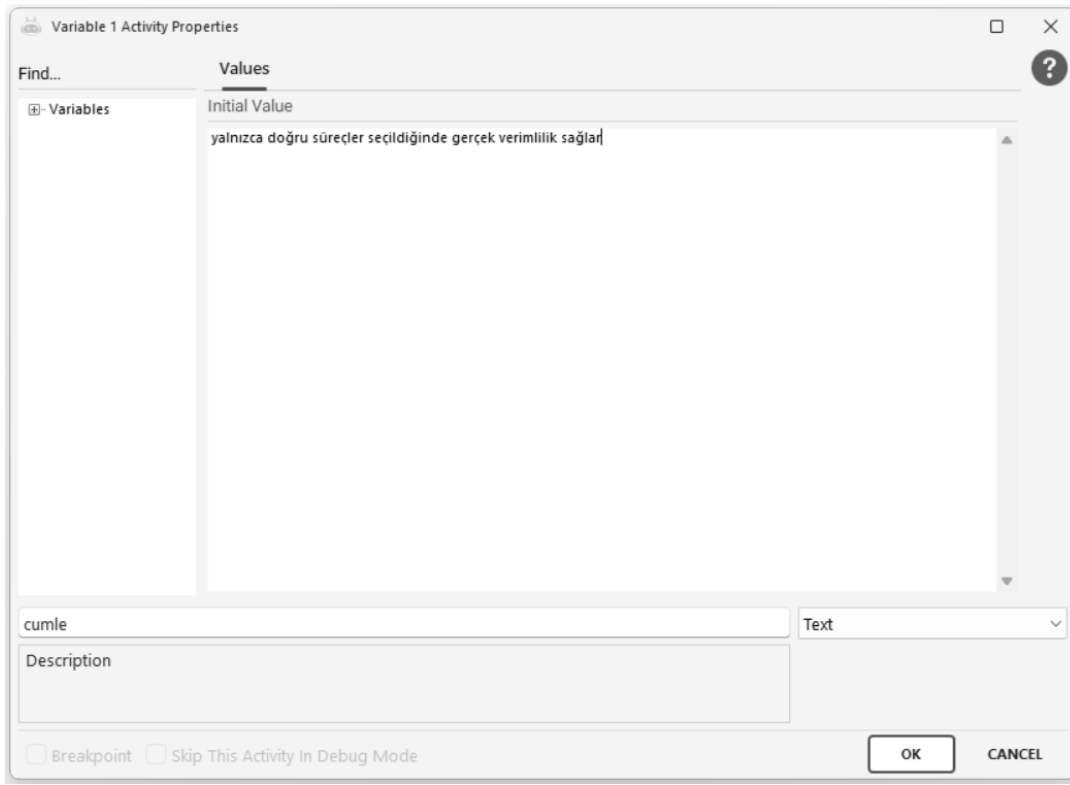 Variable 1 Activity Properties
Find...
Values
?
Variables
Initial Value
yalnızca doğru süreçler seçildiğinde gerçek verimlilik sağlar
cumle
Text
Description
Breakpoint
Skip This Activity In Debug Mode
OK
CANCEL